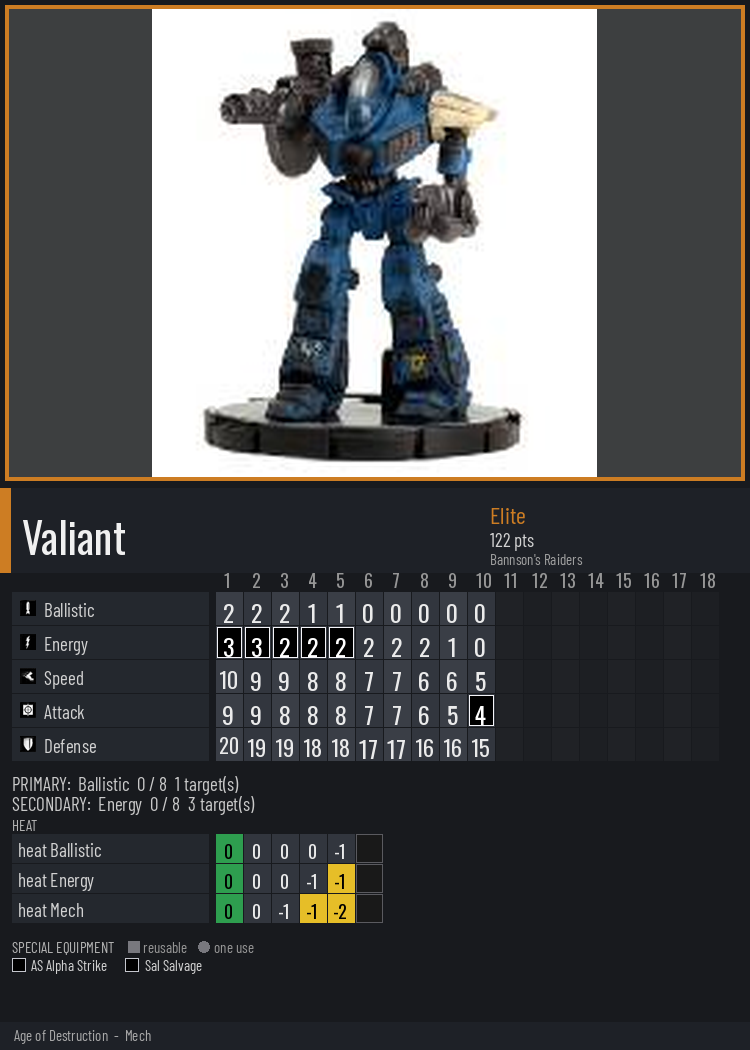 Valiant
Elite
122 pts
Bannson's Raiders
1 2 3 4 5 6 7 8 9 10 11 12 13 14 15 16 17 18
Ballistic 2 2 2 1 1 0 0 0 0 0
Energy 3 3 2 2 2 2 2 2 1 0
Speed 10 9 9 8 8 7 7 6 6 5
Attack 9 9 8 8 8 7 7 6 5 4
Defense 20 19 19 18 18 17 17 16 16 15
PRIMARY: Ballistic 0 / 8 1 target(s)
SECONDARY: Energy 0 / 8 3 target(s)
HEAT
heat Ballistic 0 0 0 0 -1
heat Energy 0 0 0 -1 -1
heat Mech 0 0 -1 -1 -2
SPECIAL EQUIPMENT reusable one use
AS Alpha Strike Sal Salvage
Age of Destruction - Mech